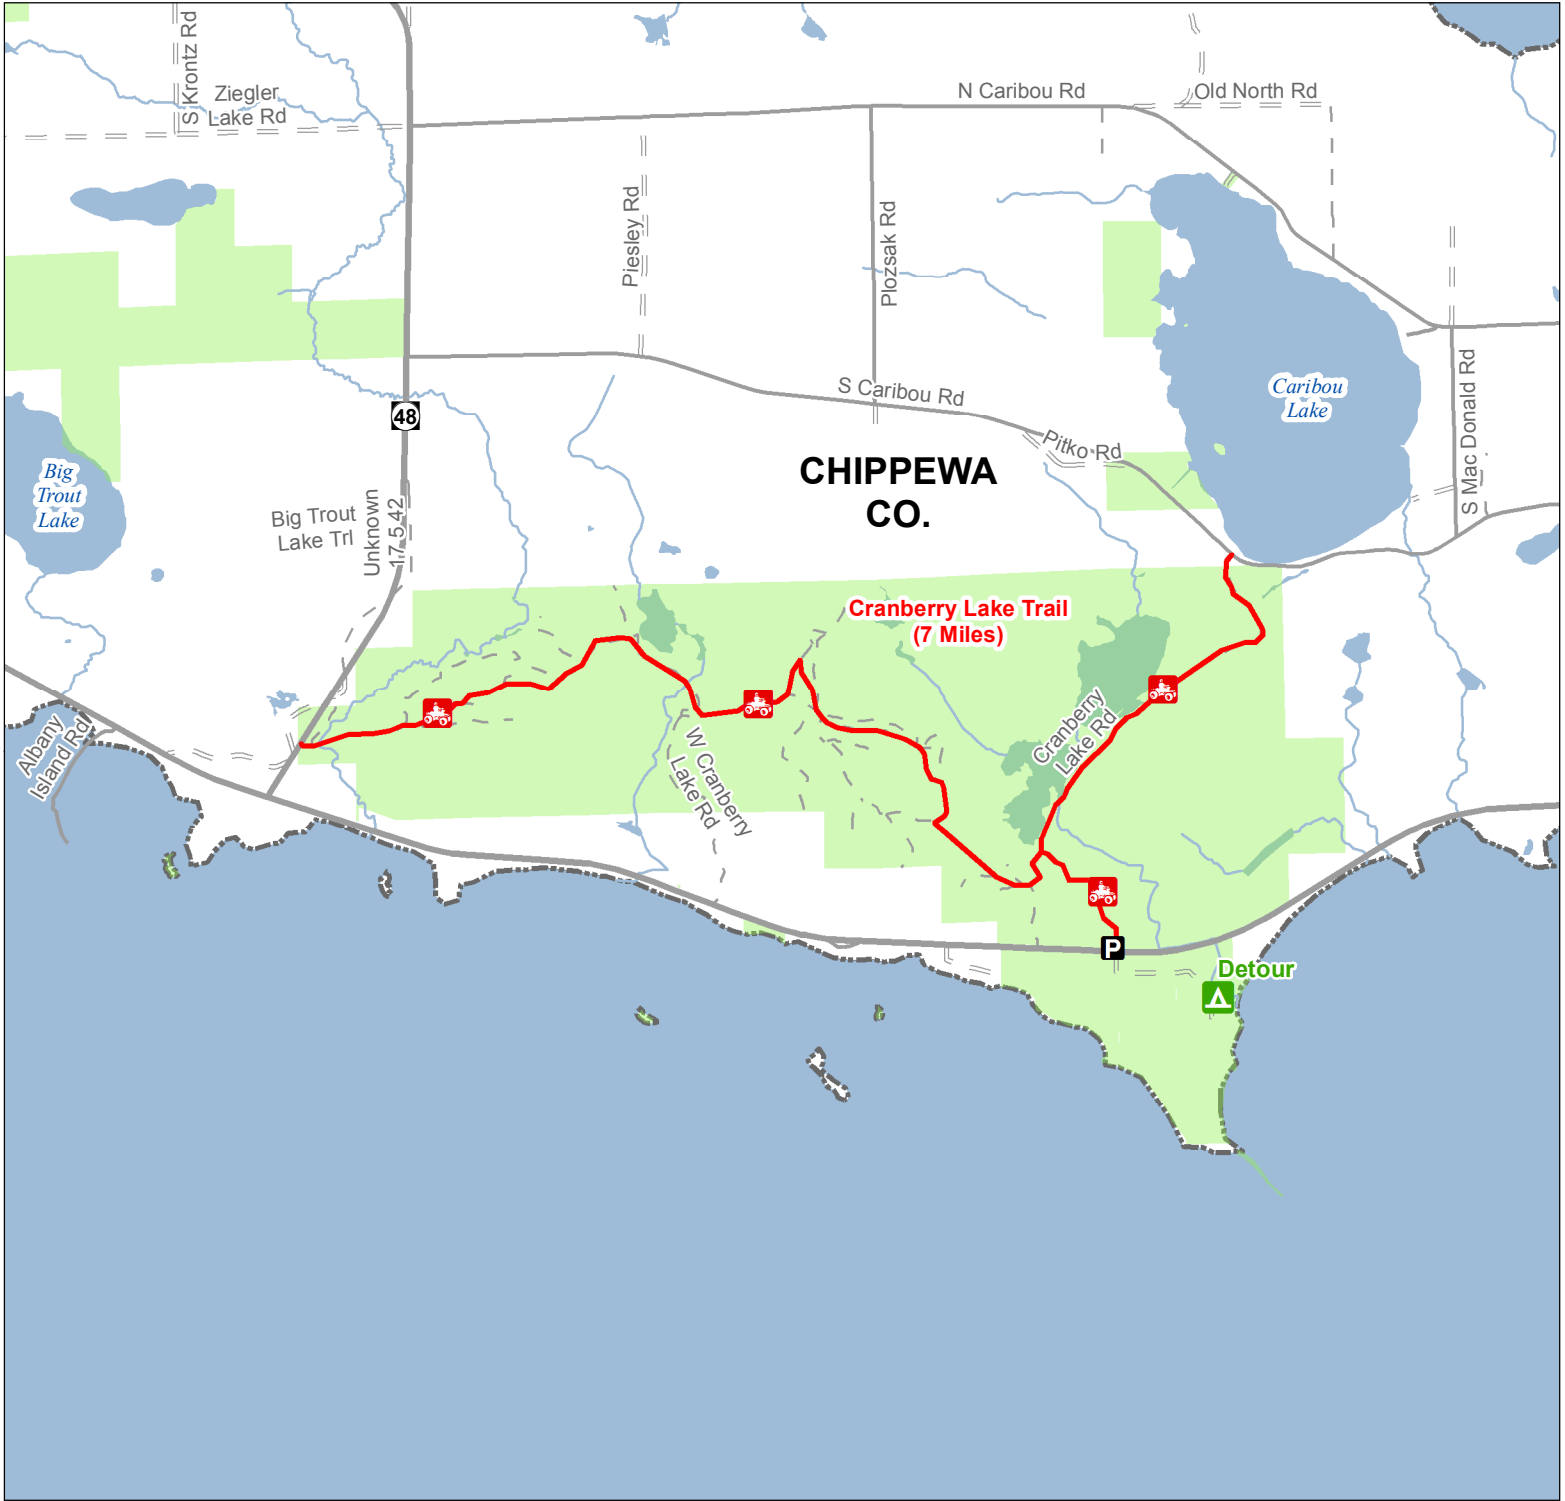 S Krontz Rd
Ziegler
Lake Rd
N Caribou Rd
Old North Rd
Piesley Rd
Plozsak Rd
S Caribou Rd
Caribou
Lake
S Mac Donald Rd
48
Pitko Rd
CHIPPEWA
CO.
Big
Trout
Lake
Big Trout
Lake Trl
Unknown
17 5 42
Cranberry Lake Trail
(7 Miles)
Cranberry
Lake Rd
W Cranberry
Lake Rd
Albany
Island Rd
P
Detour